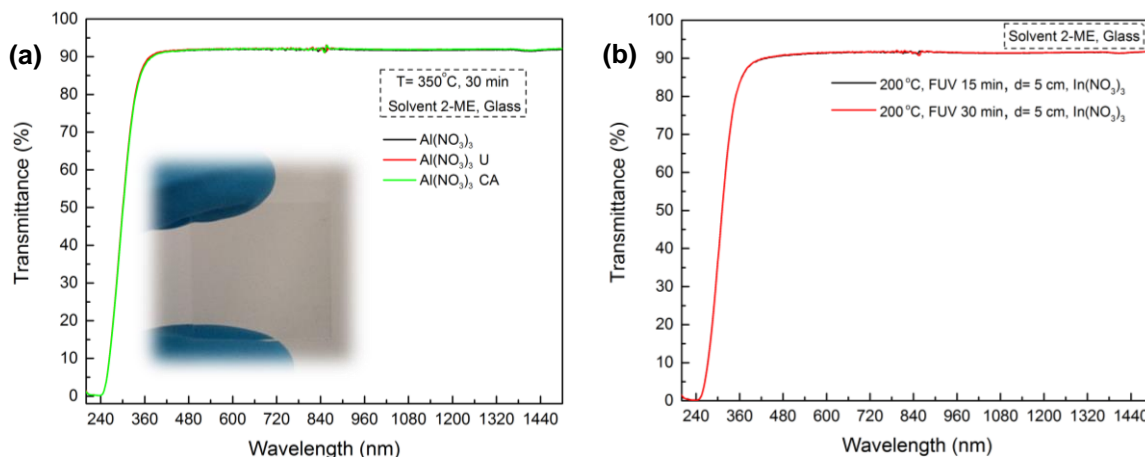 (a)
100
90
80
70
60
50
40
30
20
10
0
Transmittance (%)
T= 350°C, 30 min
Solvent 2-ME, Glass
Al(NO₃)₃
Al(NO₃)₃ U
Al(NO₃)₃ CA
240 360 480 600 720 840 960 1080 1200 1320 1440
Wavelength (nm)
(b)
100
90
80
70
60
50
40
30
20
10
0
Transmittance (%)
Solvent 2-ME, Glass
200 °C, FUV 15 min, d= 5 cm, In(NO₃)₃
200 °C, FUV 30 min, d= 5 cm, In(NO₃)₃
240 360 480 600 720 840 960 1080 1200 1320 1440
Wavelength (nm)